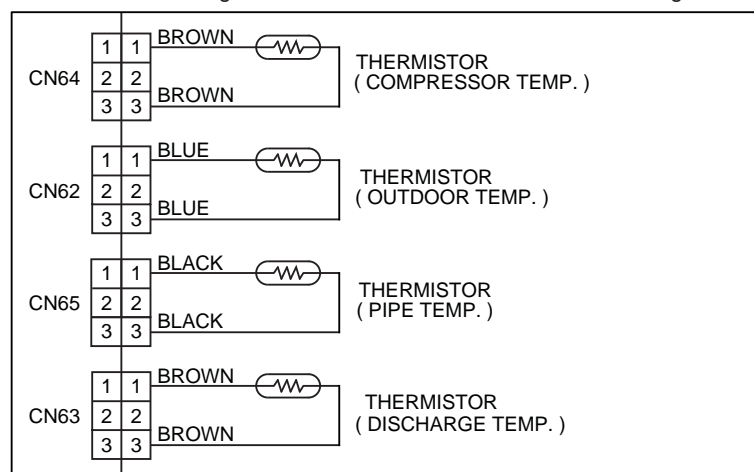 BROWN
1 1
THERMISTOR
( COMPRESSOR TEMP. )
CN64 2 2
BROWN
3 3
BLUE
1 1
THERMISTOR
( OUTDOOR TEMP. )
CN62 2 2
BLUE
3 3
BLACK
1 1
THERMISTOR
( PIPE TEMP. )
CN65 2 2
BLACK
3 3
BROWN
1 1
THERMISTOR
( DISCHARGE TEMP. )
CN63 2 2
BROWN
3 3